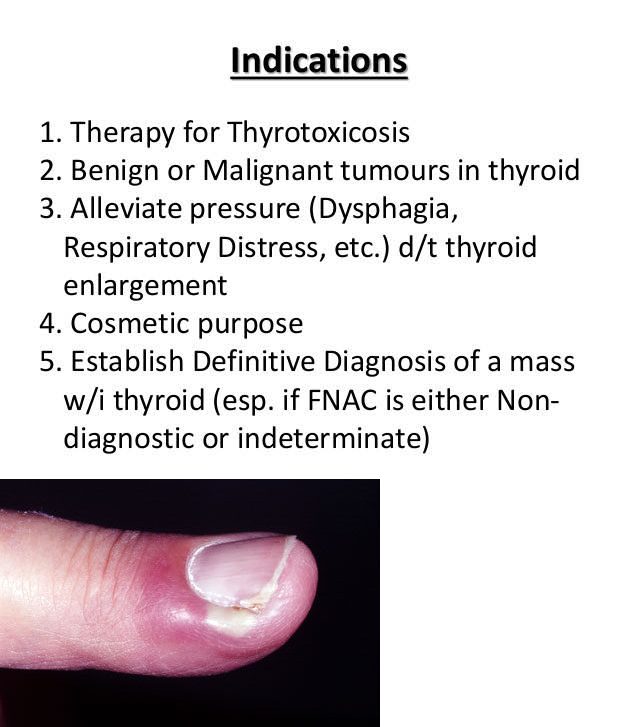 Indications
1. Therapy for Thyrotoxicosis
2. Benign or Malignant tumours in thyroid
3. Alleviate pressure (Dysphagia,
Respiratory Distress, etc.) d/t thyroid
enlargement
4. Cosmetic purpose
5. Establish Definitive Diagnosis of a mass
w/i thyroid (esp. if FNAC is either Non-
diagnostic or indeterminate)